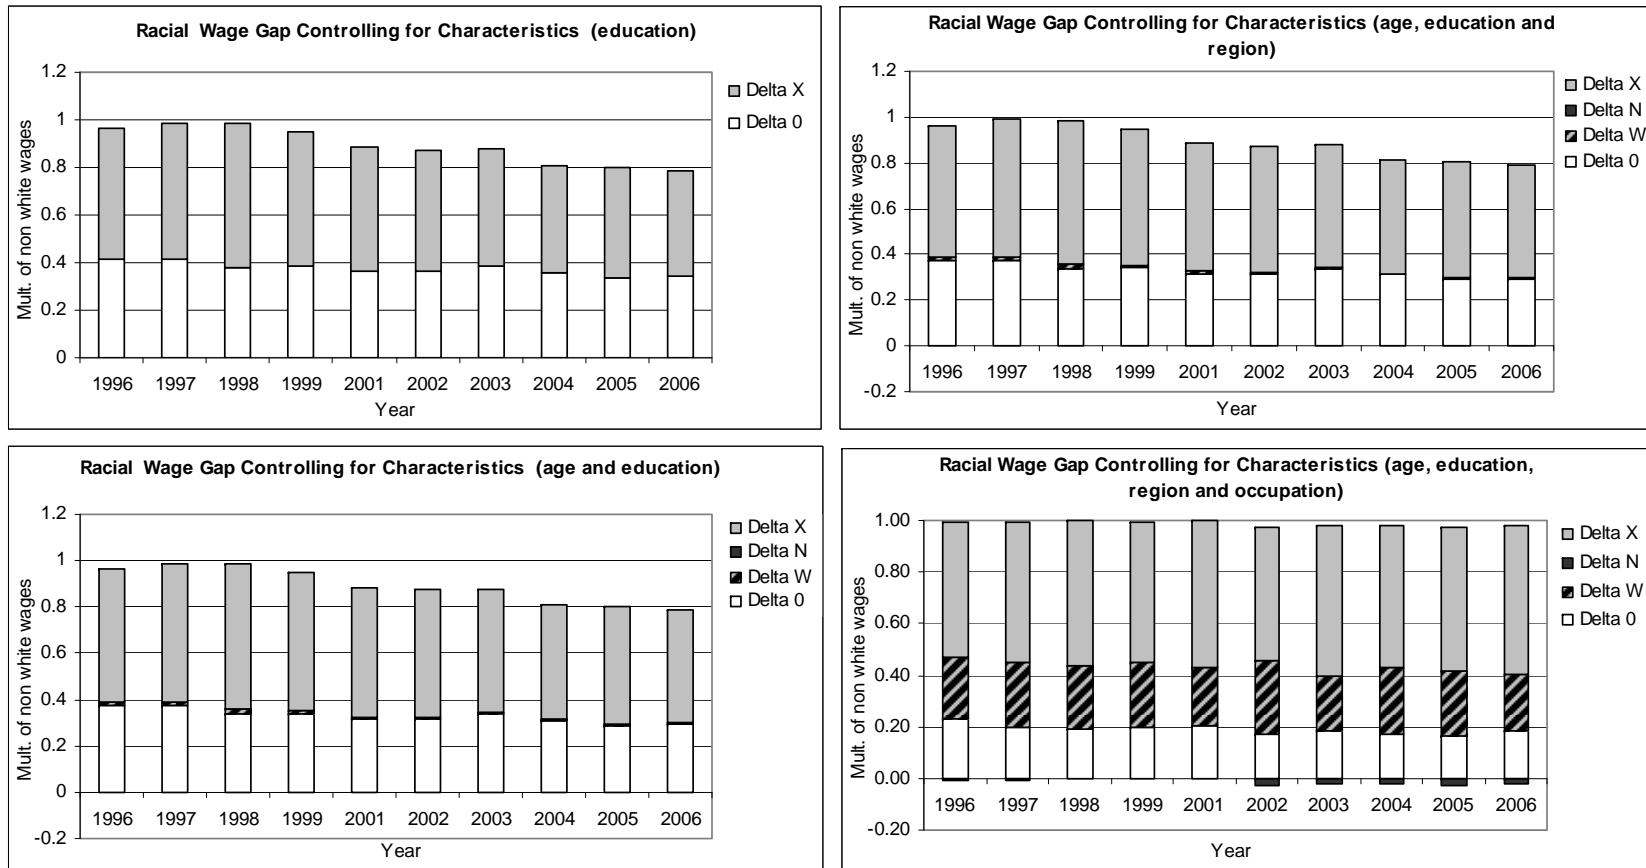 Racial Wage Gap Controlling for Characteristics (education)
Mult. of non white wages
1.2
1
0.8
0.6
0.4
0.2
0
1996 1997 1998 1999 2001 2002 2003 2004 2005 2006
Year
Delta X
Delta 0
Racial Wage Gap Controlling for Characteristics (age, education and
region)
Mult. of non white wages
1.2
1
0.8
0.6
0.4
0.2
0
-0.2
1996 1997 1998 1999 2001 2002 2003 2004 2005 2006
Year
Delta X
Delta N
Delta W
Delta 0
Racial Wage Gap Controlling for Characteristics (age and education)
Mult. of non white wages
1.2
1
0.8
0.6
0.4
0.2
0
-0.2
1996 1997 1998 1999 2001 2002 2003 2004 2005 2006
Year
Delta X
Delta N
Delta W
Delta 0
Racial Wage Gap Controlling for Characteristics (age, education,
region and occupation)
Mult. of non white wages
1.00
0.80
0.60
0.40
0.20
0.00
-0.20
1996 1997 1998 1999 2001 2002 2003 2004 2005 2006
Year
Delta X
Delta N
Delta W
Delta 0